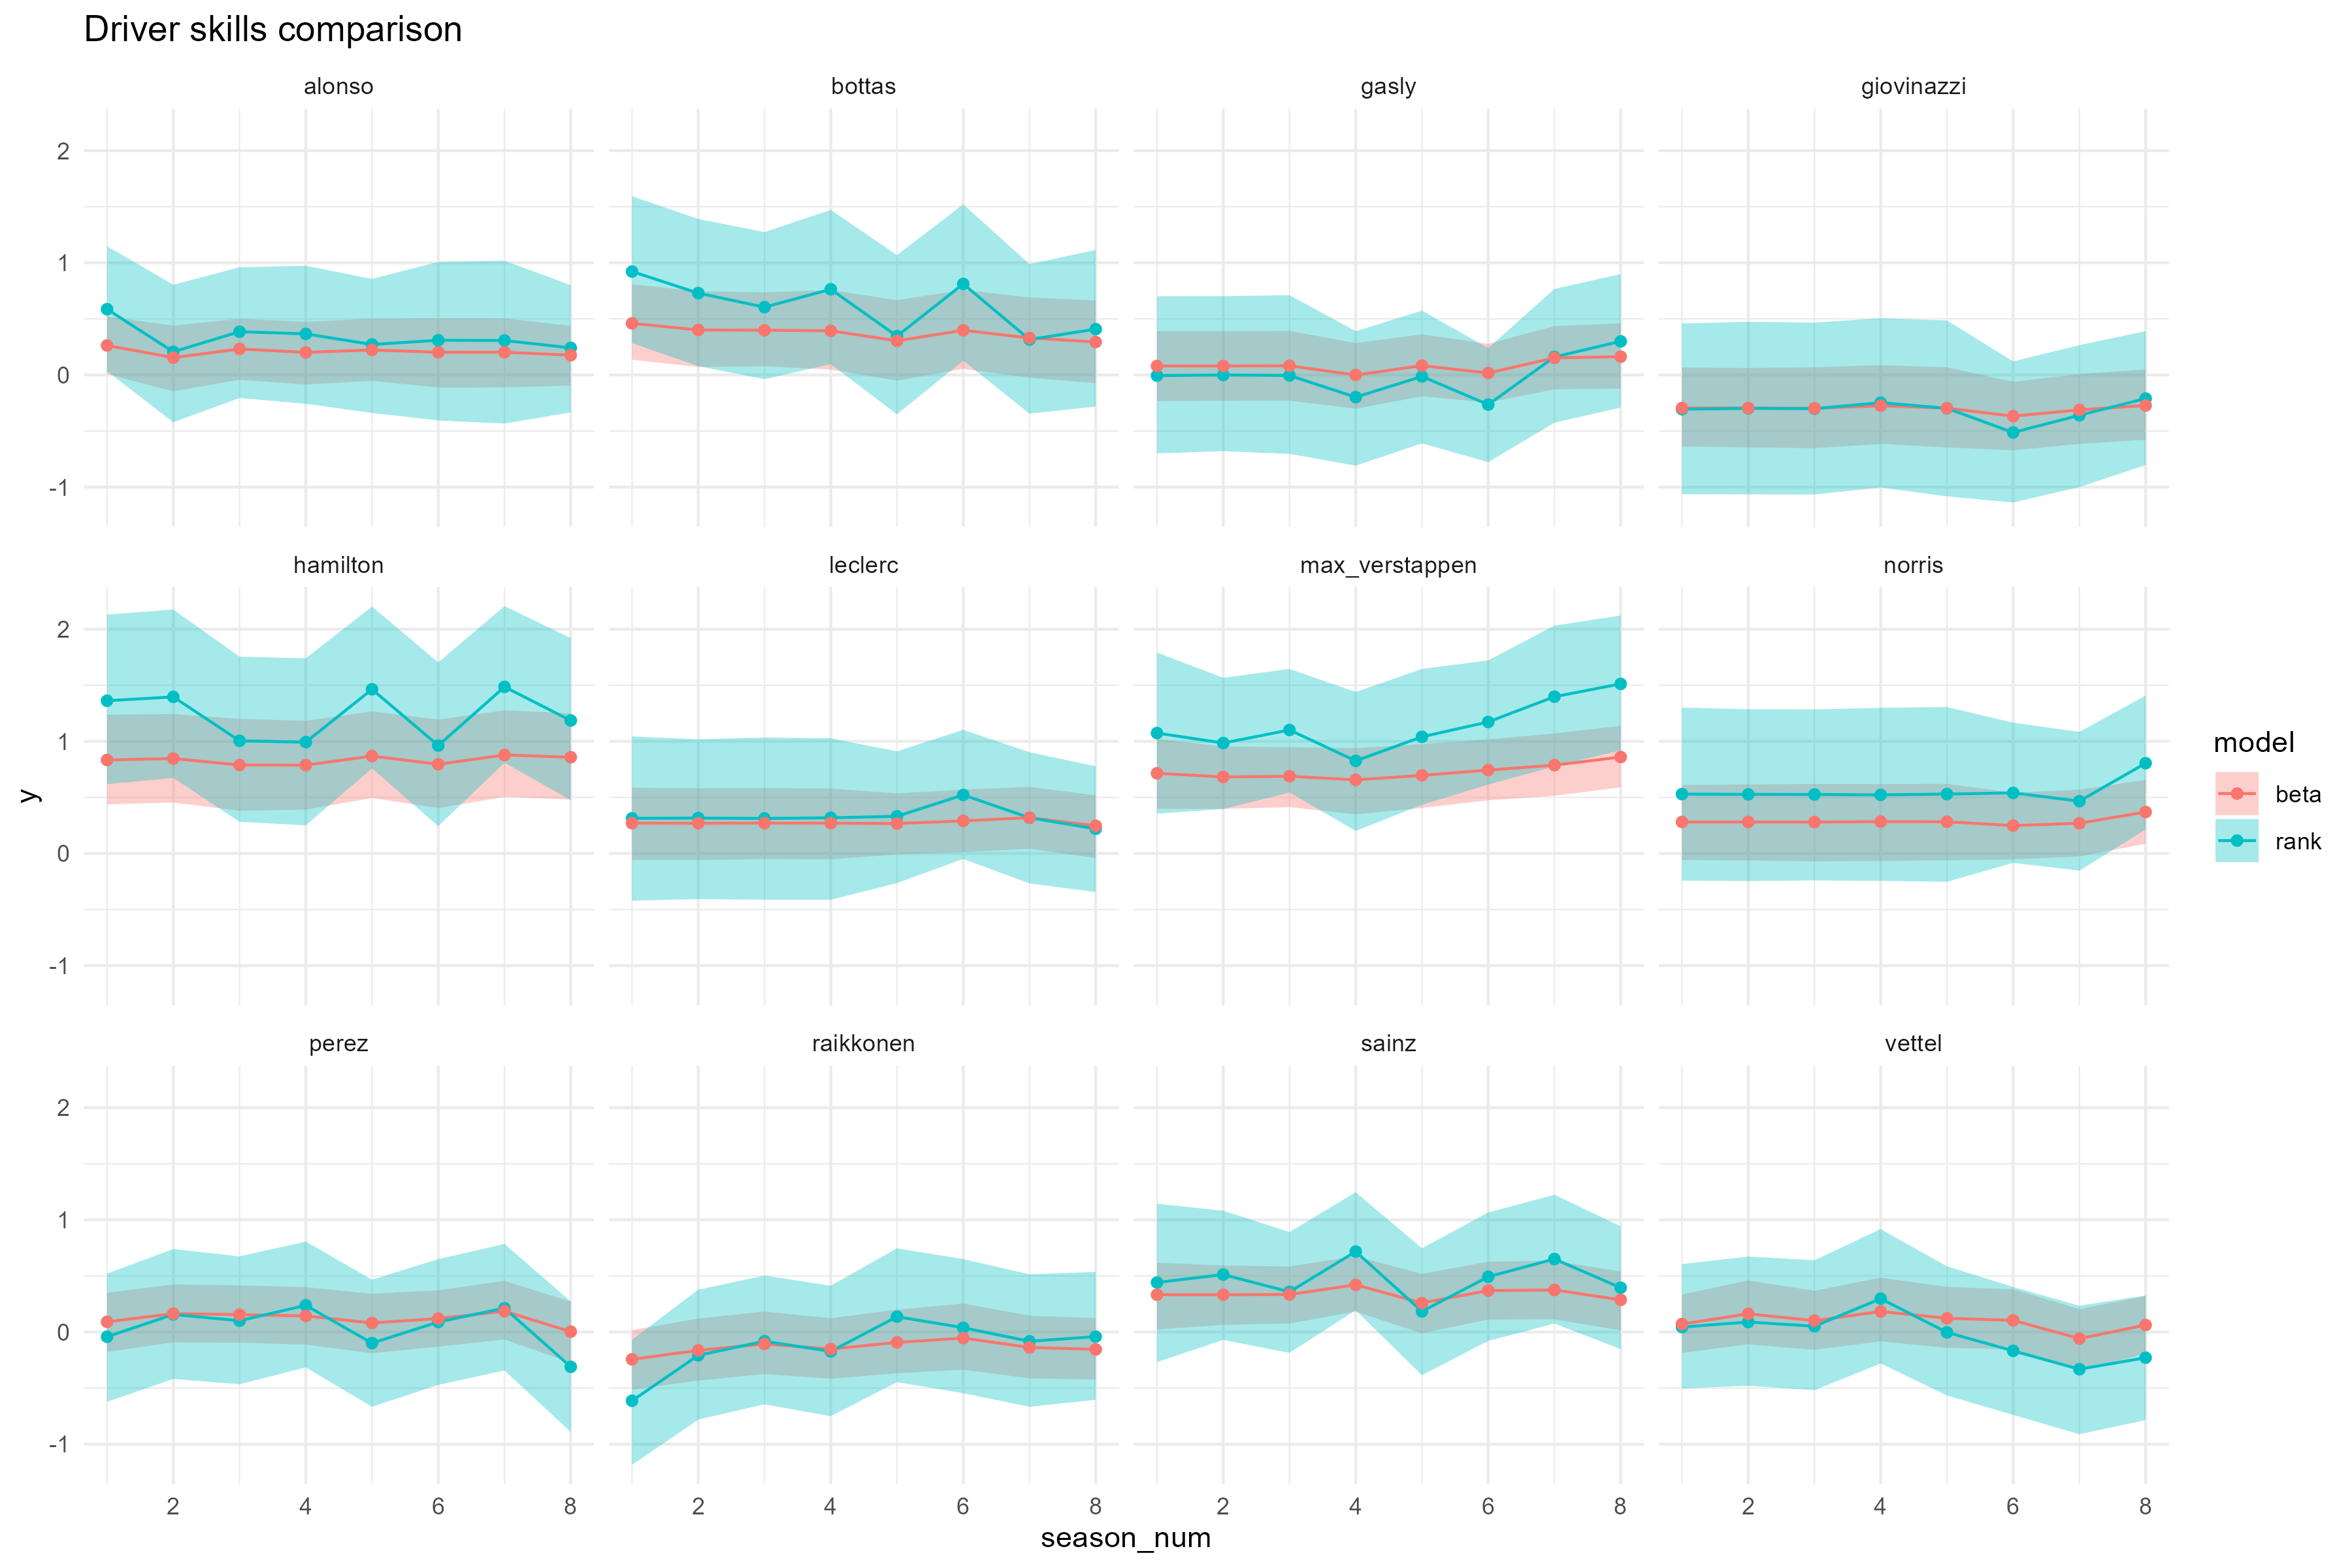 Driver skills comparison
alonso bottas gasly giovinazzi
2
1
0
-1
hamilton leclerc max_verstappen norris
2
1
0
-1
y
model
beta
rank
perez raikkonen sainz vettel
2
1
0
-1
2 4 6 8 2 4 6 8 2 4 6 8 2 4 6 8
season_num